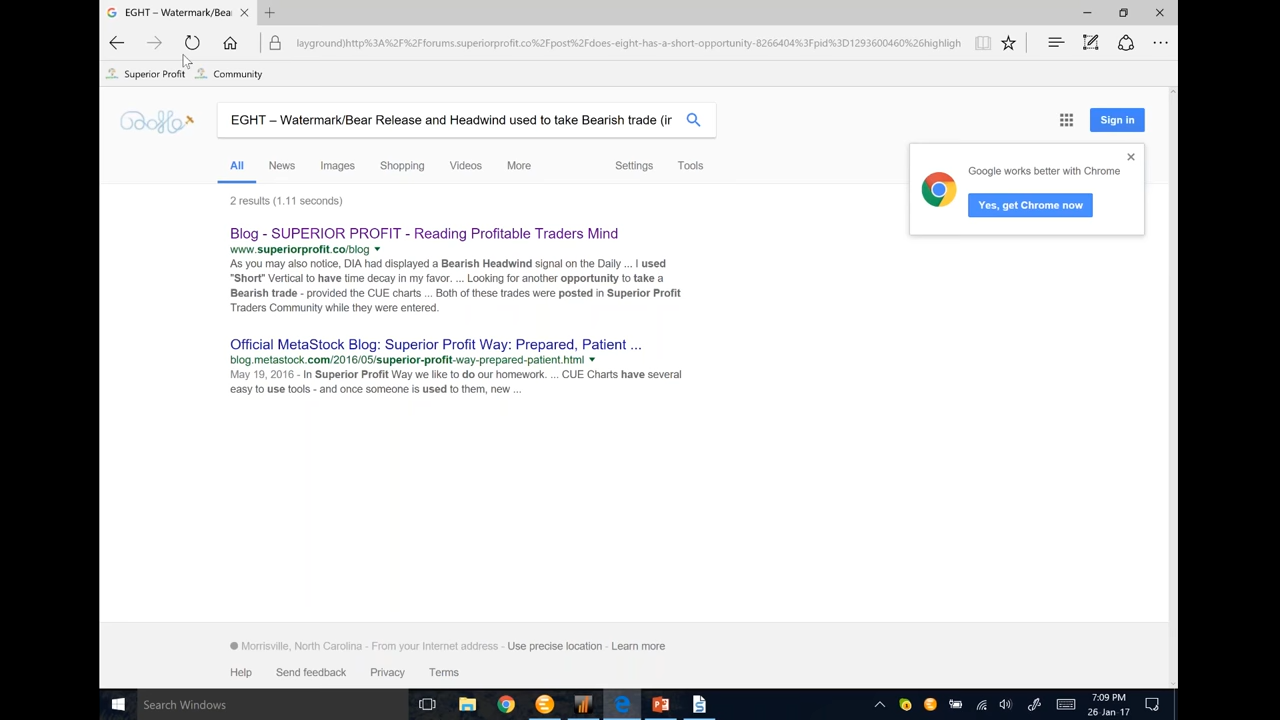 EGHT – Watermark/Bear
layground)http%3A%2F%2Fforums.superiorprofit.co%2Fpost%2Fdoes-eight-has-a-short-opportunity-8266404%3Fpid%3D1293600460%26highligh
Superior Profit Community
EGHT – Watermark/Bear Release and Headwind used to take Bearish trade (ir
Sign in
All News Images Shopping Videos More Settings Tools
Google works better with Chrome
Yes, get Chrome now
2 results (1.11 seconds)
Blog - SUPERIOR PROFIT - Reading Profitable Traders Mind
www.superiorprofit.co/blog
As you may also notice, DIA had displayed a Bearish Headwind signal on the Daily ... I used
"Short" Vertical to have time decay in my favor. ... Looking for another opportunity to take a
Bearish trade - provided the CUE charts ... Both of these trades were posted in Superior Profit
Traders Community while they were entered.
Official MetaStock Blog: Superior Profit Way: Prepared, Patient ...
blog.metastock.com/2016/05/superior-profit-way-prepared-patient.html
May 19, 2016 - In Superior Profit Way we like to do our homework. ... CUE Charts have several
easy to use tools - and once someone is used to them, new ...
Morrisville, North Carolina - From your Internet address - Use precise location - Learn more
Help Send feedback Privacy Terms
Search Windows
7:09 PM
26-Jan-17